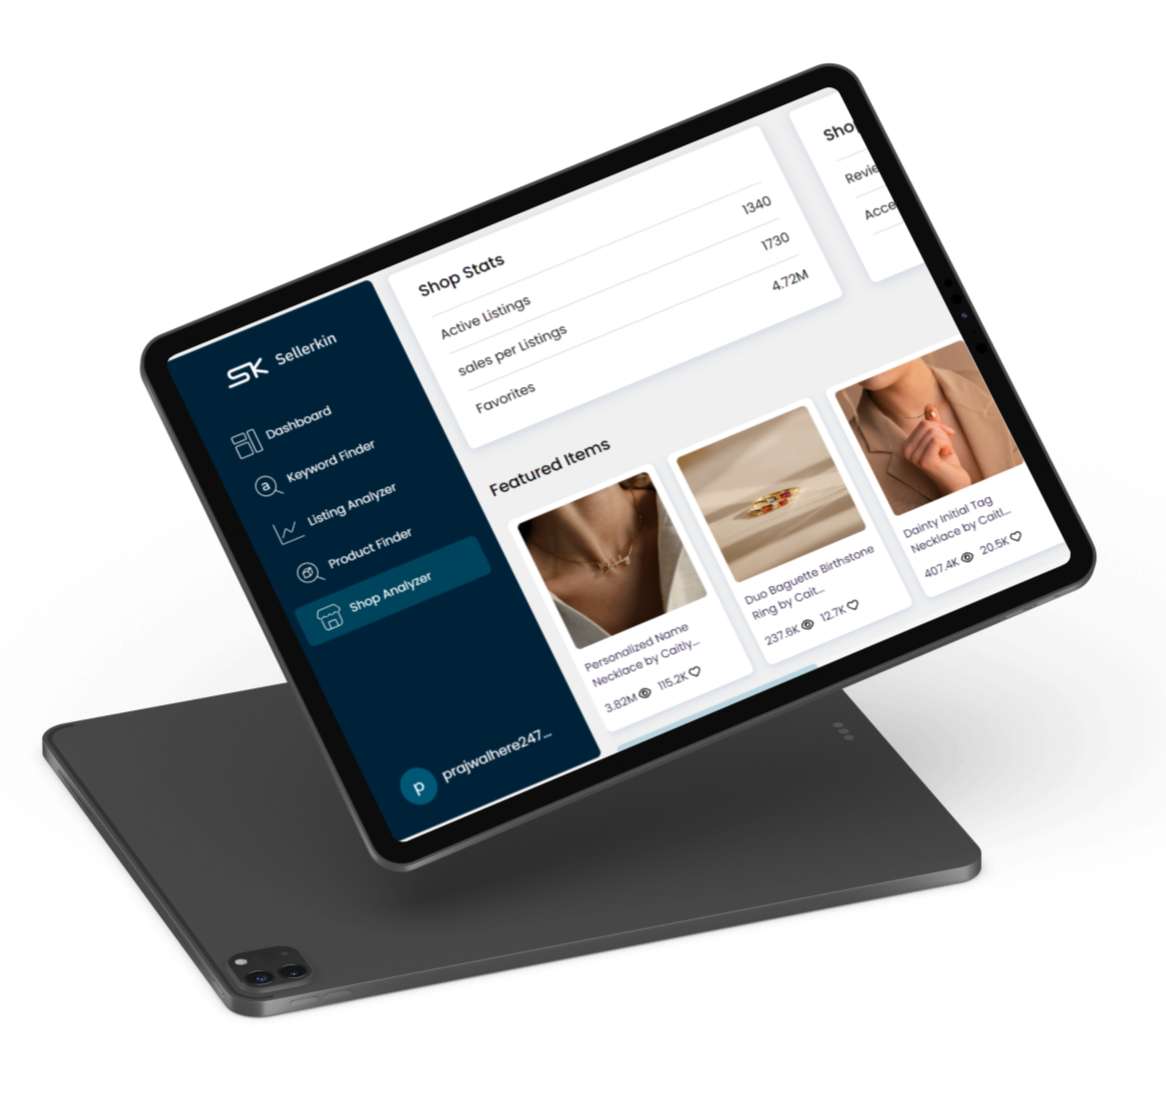 SK Sellerkin
Dashboard
Keyword Finder
Listing Analyzer
Product Finder
Shop Analyzer
p prajwalhere247...
Shop Stats
Active Listings 1340
sales per Listings 1730
Favorites 4.72M
Sho
Revie
Acce
Featured Items
Personalized Name
Necklace by Caitly...
3.82M 115.2K
Duo Baguette Birthstone
Ring by Cait...
237.6K 12.7K
Dainty Initial Tag
Necklace by Caitl...
407.4K 20.5K